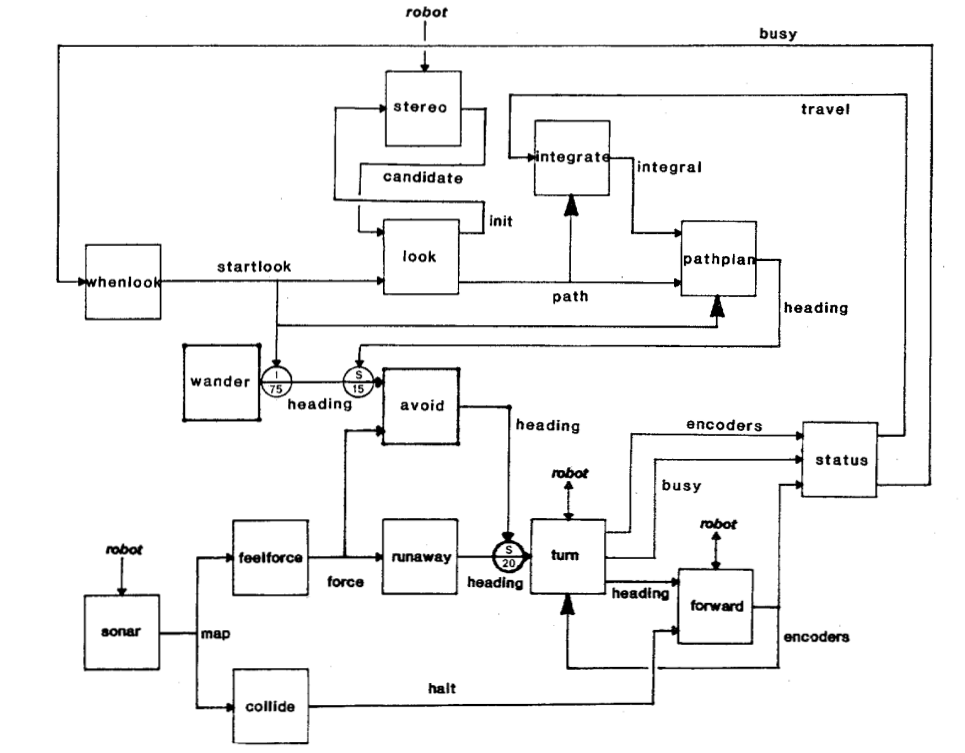 robot
busy
stereo
travel
integrate
integral
candidate
init
look
pathplan
whenlook
startlook
path
heading
wander
I
75
S
15
heading
avoid
heading
encoders
status
busy
robot
robot
robot
feelforce
runaway
S
20
turn
force
heading
heading
forward
sonar
map
encoders
halt
collide